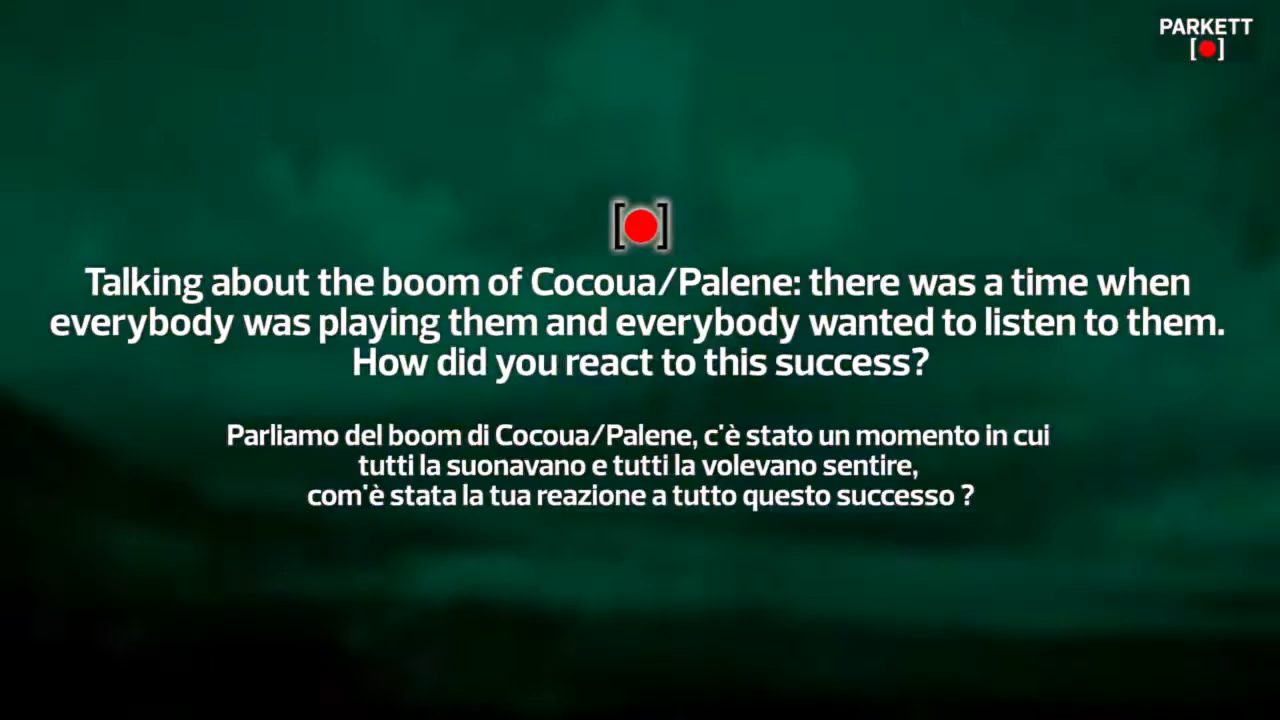 PARKETT
[ ]
[ ]
Talking about the boom of Cocoua/Palene: there was a time when
everybody was playing them and everybody wanted to listen to them.
How did you react to this success?
Parliamo del boom di Cocoua/Palene, c'è stato un momento in cui
tutti la suonavano e tutti la volevano sentire,
com'è stata la tua reazione a tutto questo successo ?